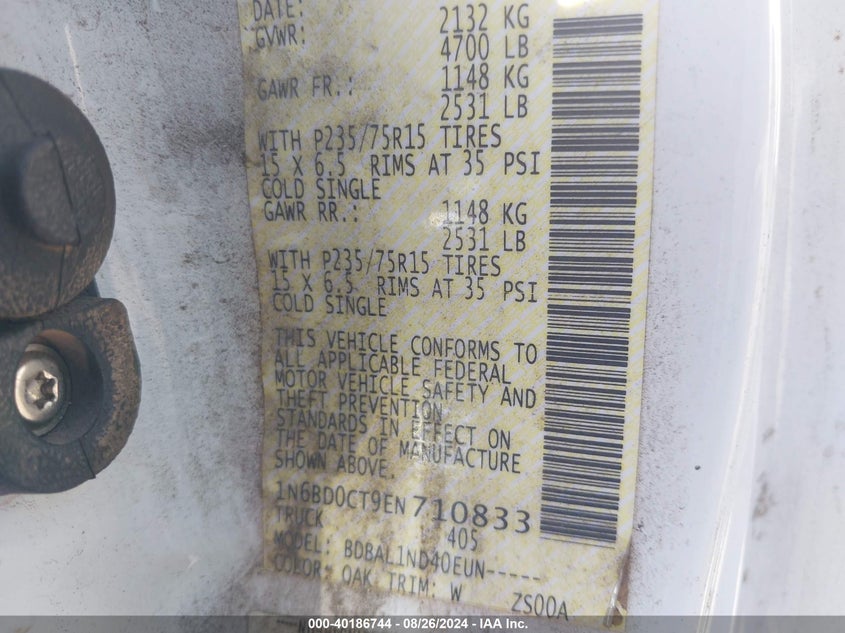 DATE:
GVWR: 2132 KG
4700 LB
GAWR FR.: 1148 KG
2531 LB
WITH P235/75R15 TIRES
15 X 6.5 RIMS AT 35 PSI
COLD SINGLE
GAWR RR.: 1148 KG
2531 LB
WITH P235/75R15 TIRES
15 X 6.5 RIMS AT 35 PSI
COLD SINGLE
THIS VEHICLE CONFORMS TO
ALL APPLICABLE FEDERAL
MOTOR VEHICLE SAFETY AND
THEFT PREVENTION
STANDARDS IN EFFECT ON
THE DATE OF MANUFACTURE
SHOWN ABOVE.
1N6BD0CT9EN710833
TRUCK 405
MODEL: BDBAL1ND40EUN-----
COLOR: QAK TRIM: W ZS00A
000-40186744 - 08/26/2024 - IAA Inc.